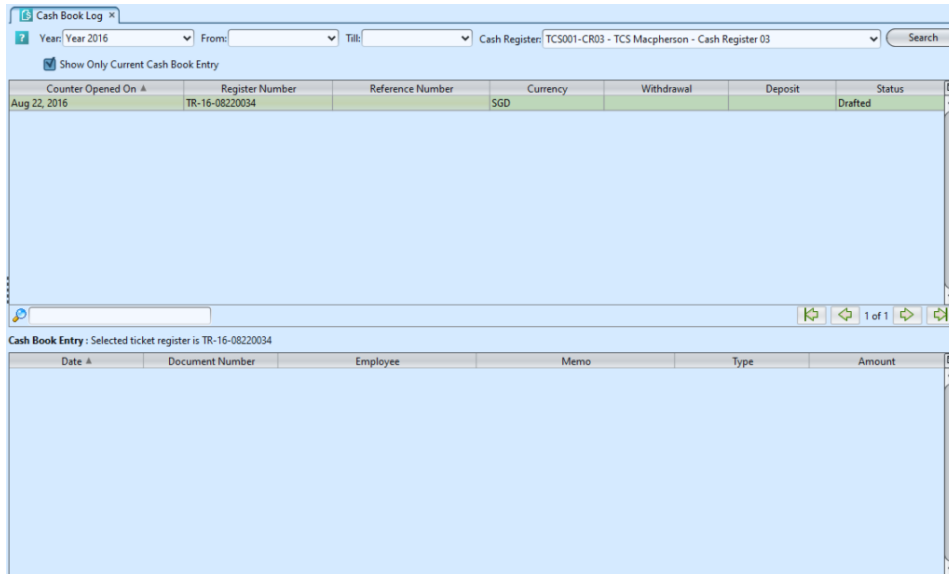 Cash Book Log ×
? Year: Year 2016 From: Till: Cash Register: TCS001-CR03 - TCS Macpherson - Cash Register 03 Search
Show Only Current Cash Book Entry
Counter Opened On Register Number Reference Number Currency Withdrawal Deposit Status
Aug 22, 2016 TR-16-08220034 SGD Drafted
1 of 1
Cash Book Entry : Selected ticket register is TR-16-08220034
Date Document Number Employee Memo Type Amount